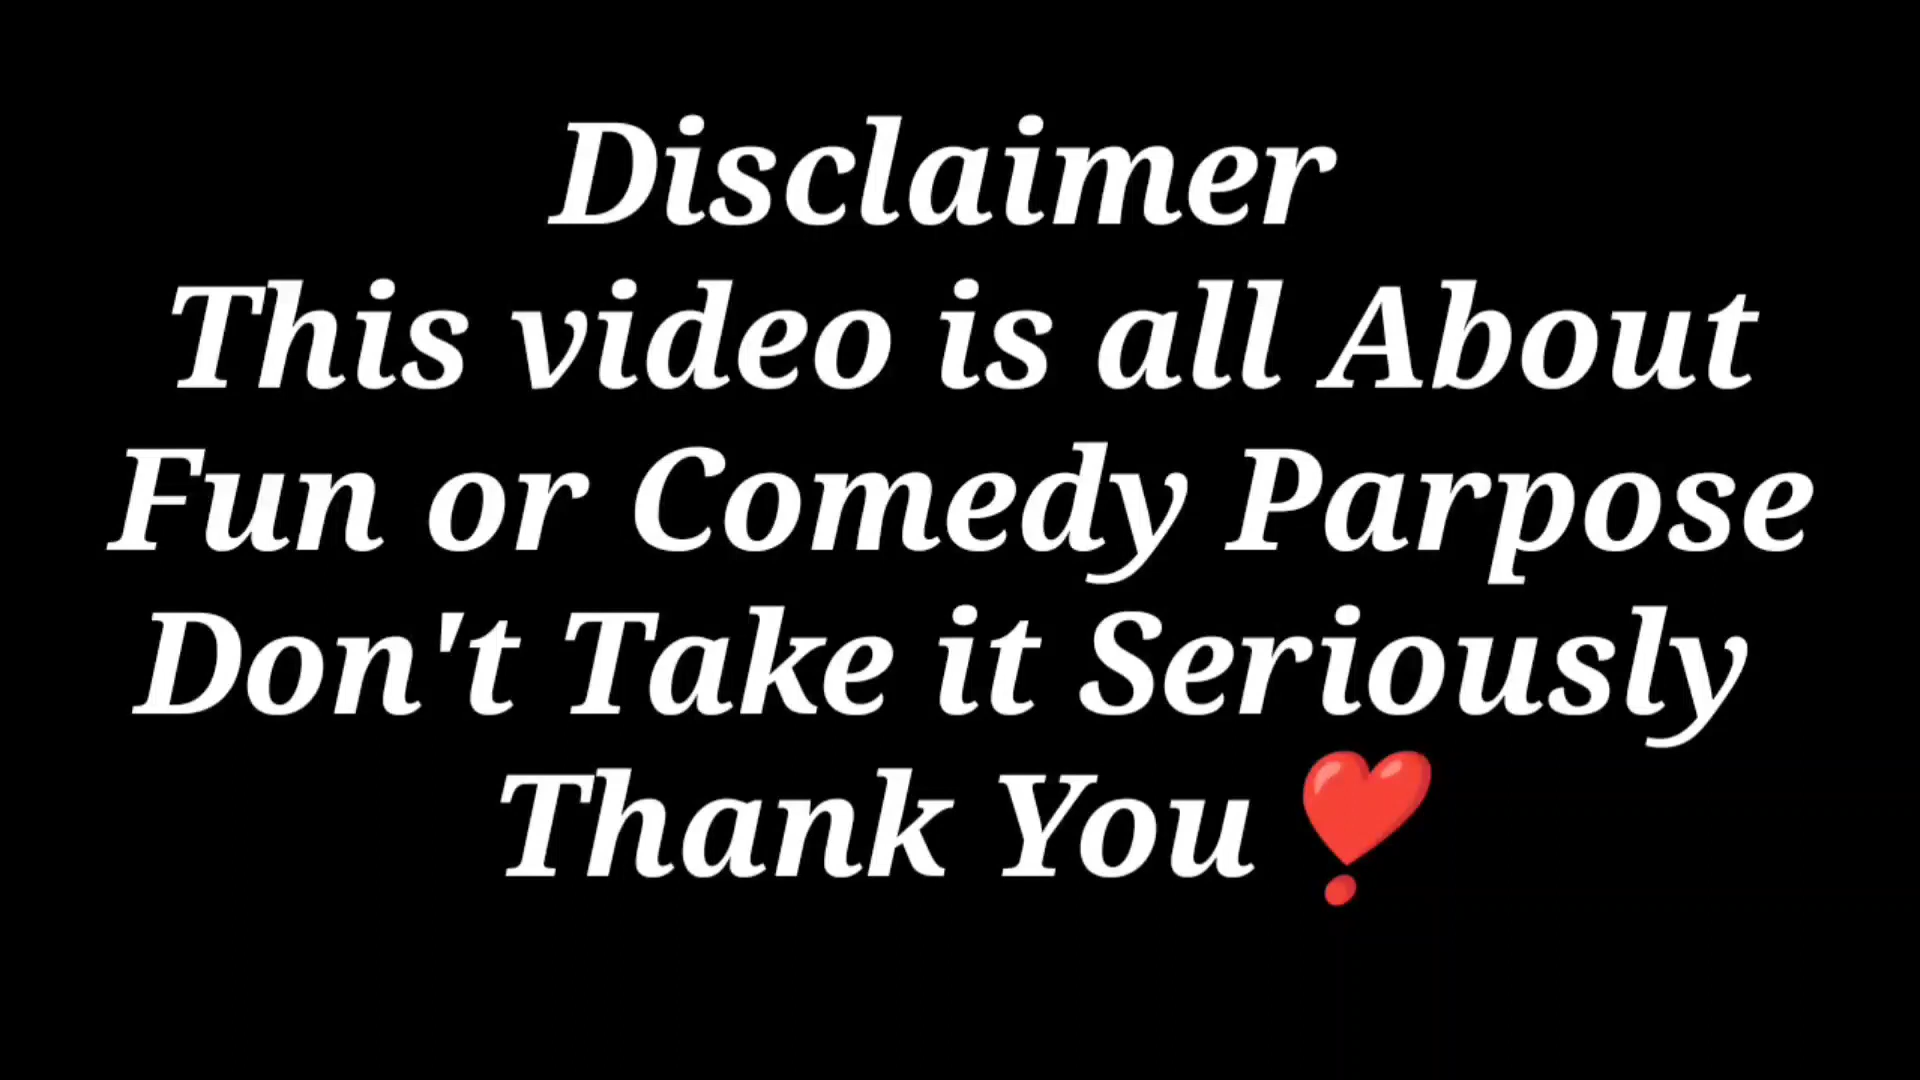 Disclaimer
This video is all About
Fun or Comedy Parpose
Don't Take it Seriously
Thank You ❣️